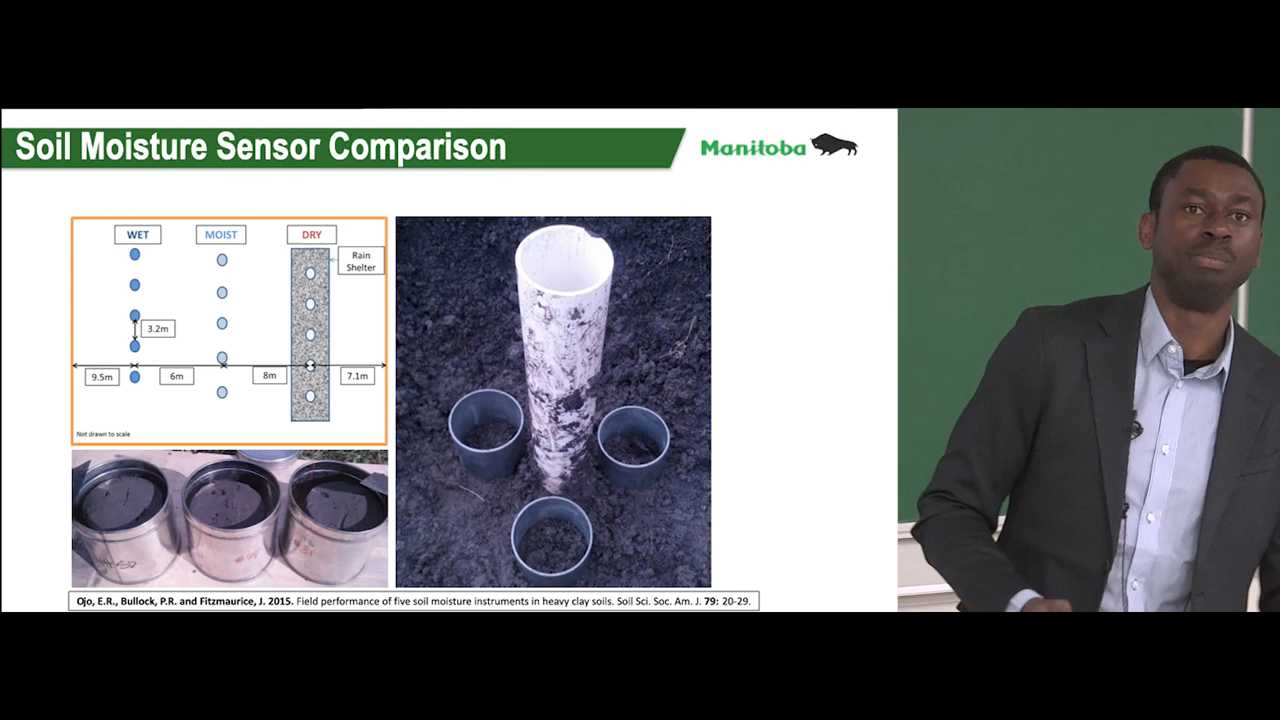 Soil Moisture Sensor Comparison
Manitoba
WET
MOIST
DRY
Rain
Shelter
3.2m
9.5m
6m
8m
7.1m
Not drawn to scale
Ojo, E.R., Bullock, P.R. and Fitzmaurice, J. 2015. Field performance of five soil moisture instruments in heavy clay soils. Soil Sci. Soc. Am. J. 79: 20-29.